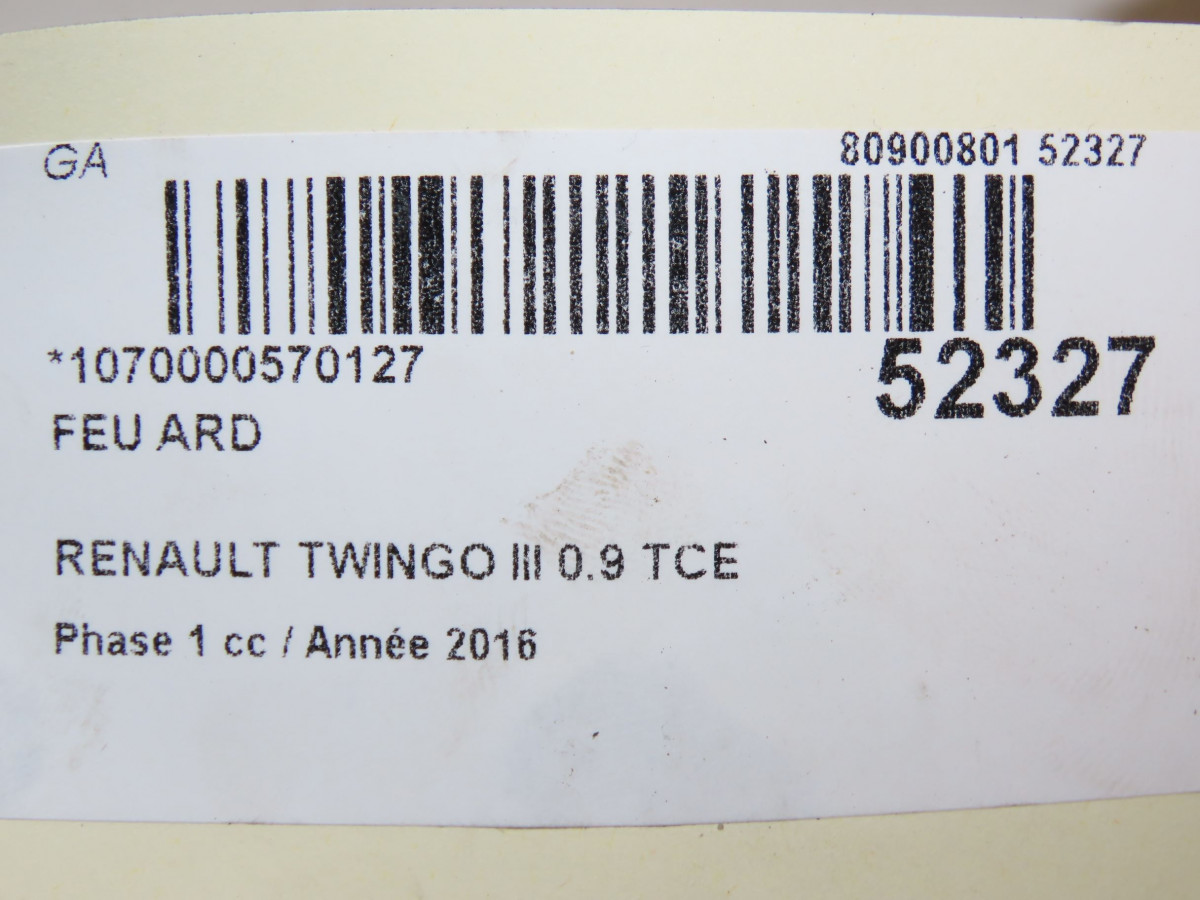 GA 80900801 52327
*1070000570127 52327
FEU ARD
RENAULT TWINGO III 0.9 TCE
Phase 1 cc / Année 2016